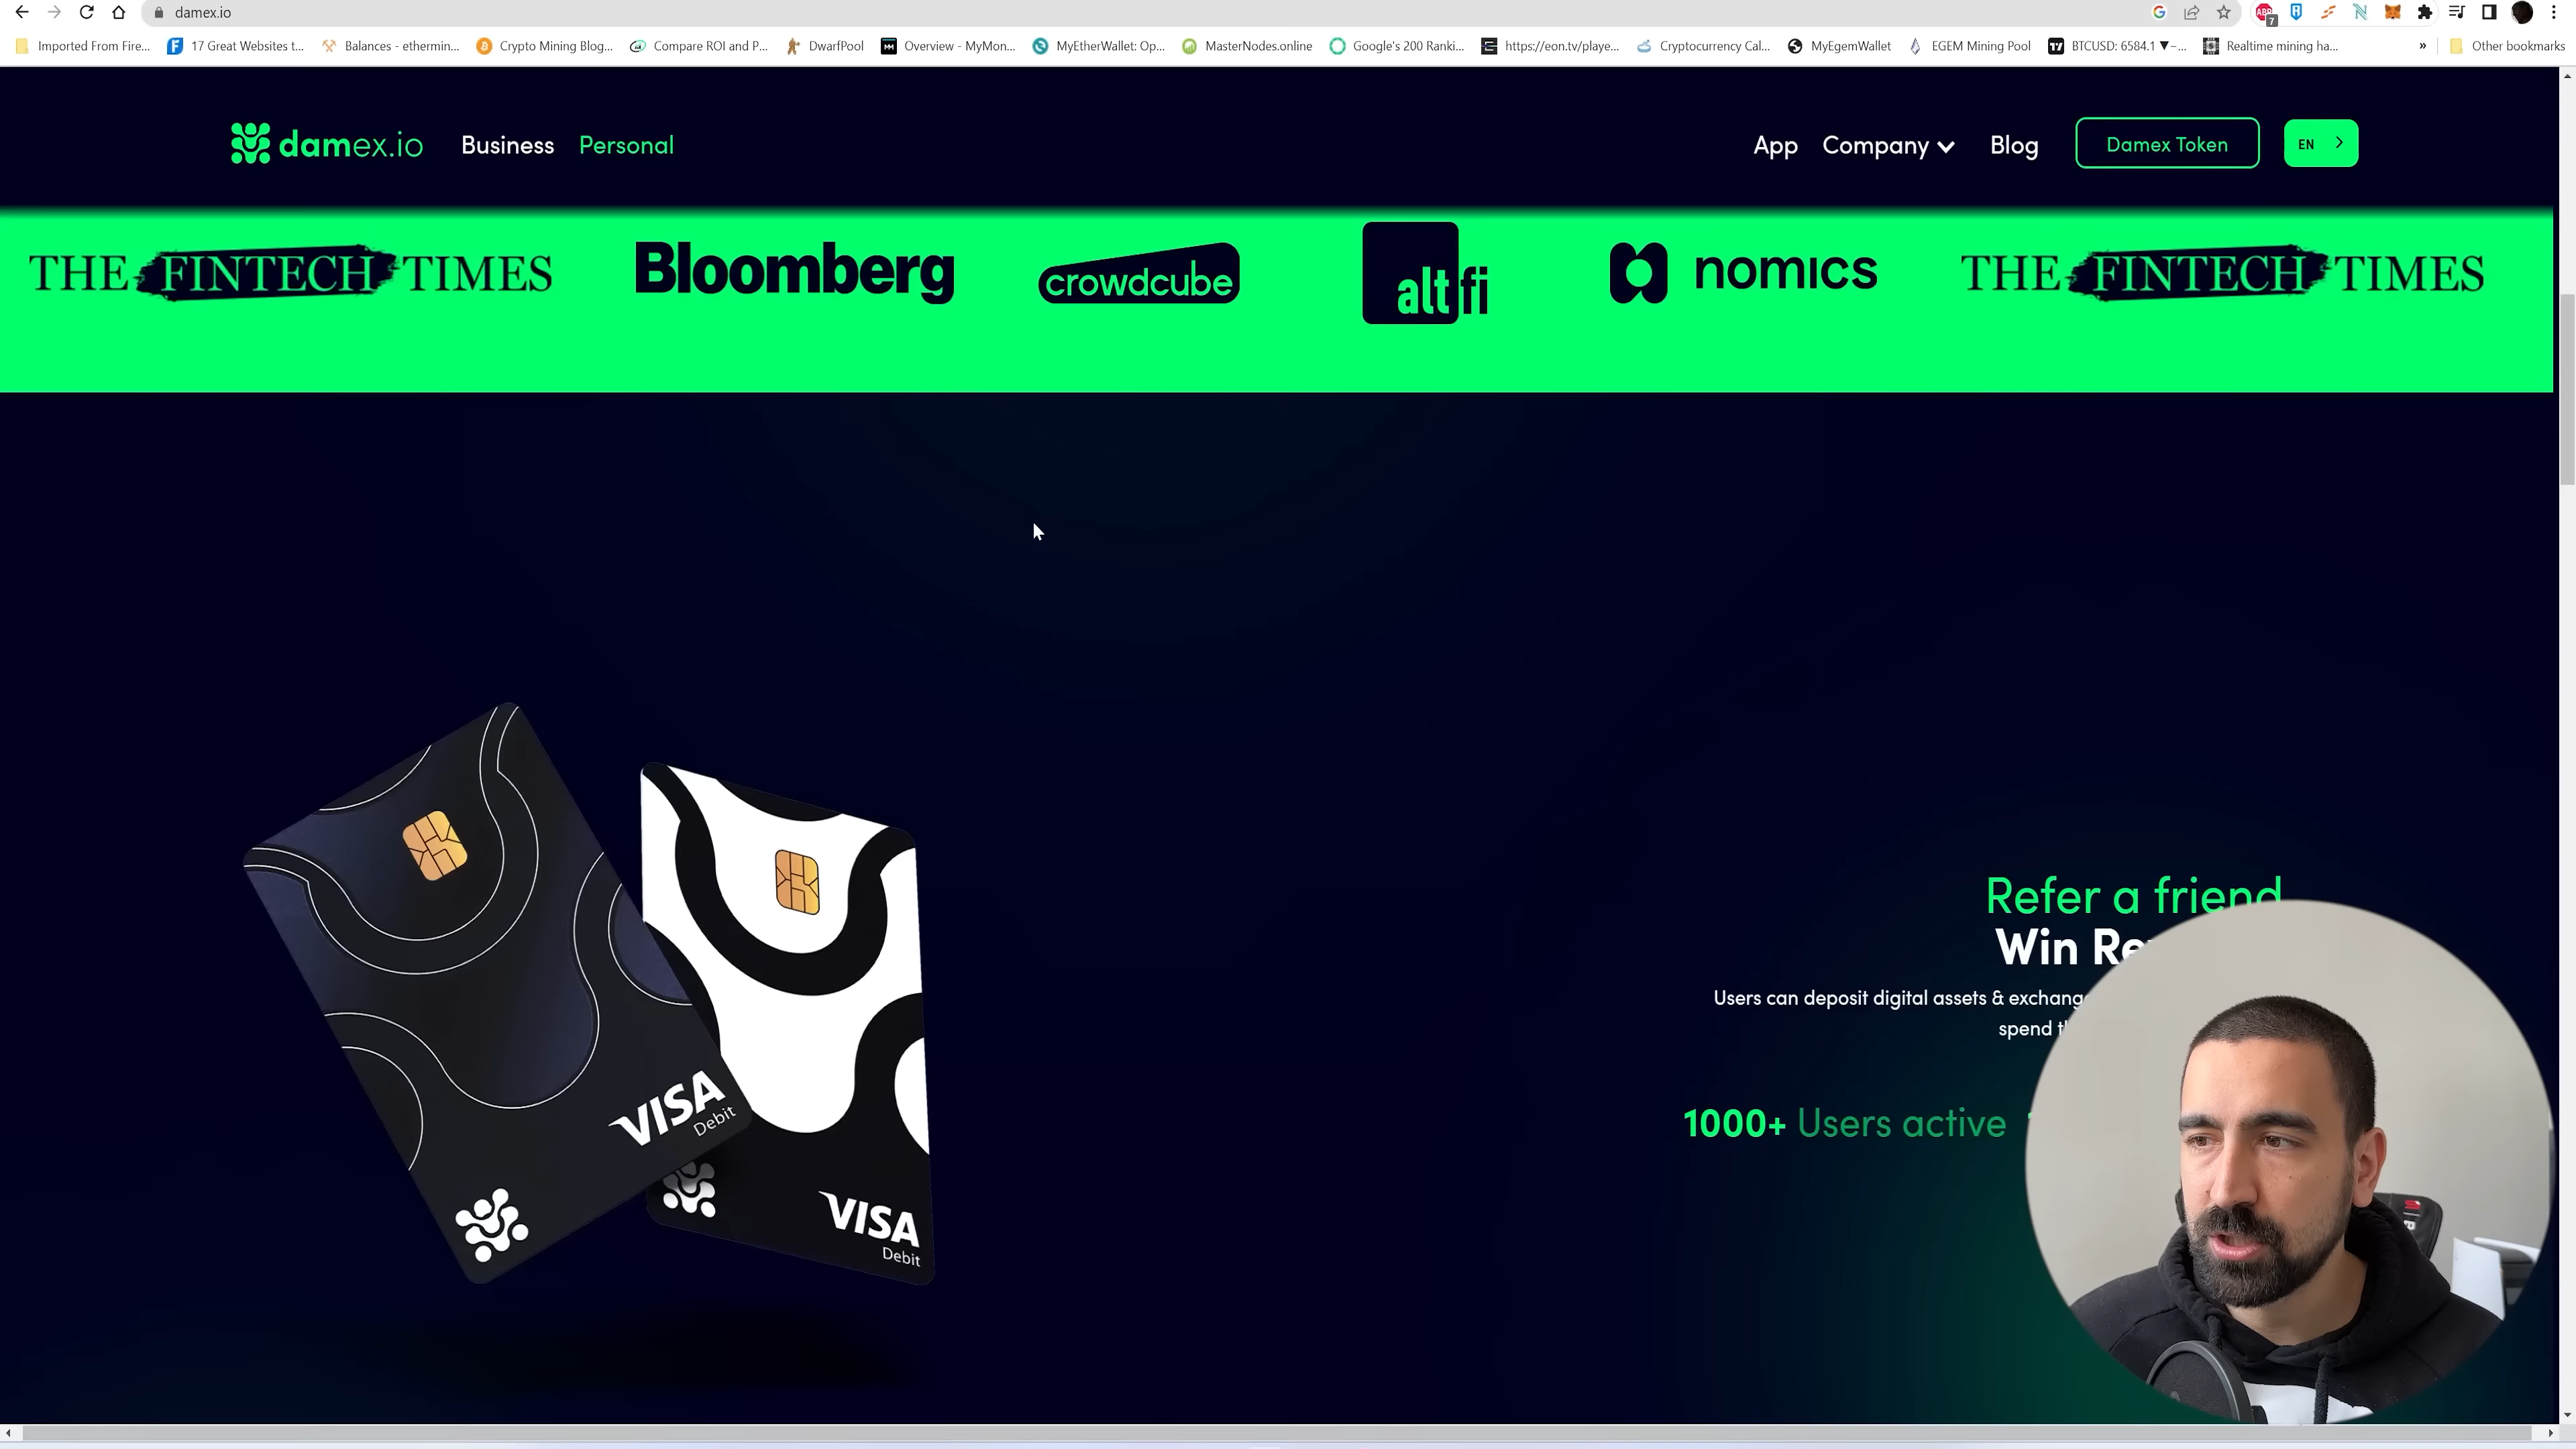 damex.io
Imported From Fire...
17 Great Websites t...
Balances - ethermin...
Crypto Mining Blog...
Compare ROI and P...
DwarfPool
Overview - MyMon...
MyEtherWallet: Op...
MasterNodes.online
Google's 200 Ranki...
https://eon.tv/playe...
Cryptocurrency Cal...
MyEgemWallet
EGEM Mining Pool
BTCUSD: 6584.1 ▼−...
Realtime mining ha...
»
Other bookmarks
damex.io
Business
Personal
App
Company
Blog
Damex Token
EN
THE FINTECH TIMES
Bloomberg
crowdcube
altfi
nomics
THE FINTECH TIMES
VISA
Debit
VISA
Debit
Refer a friend
Win
Users can deposit digital assets &
spend
1000+ Users active